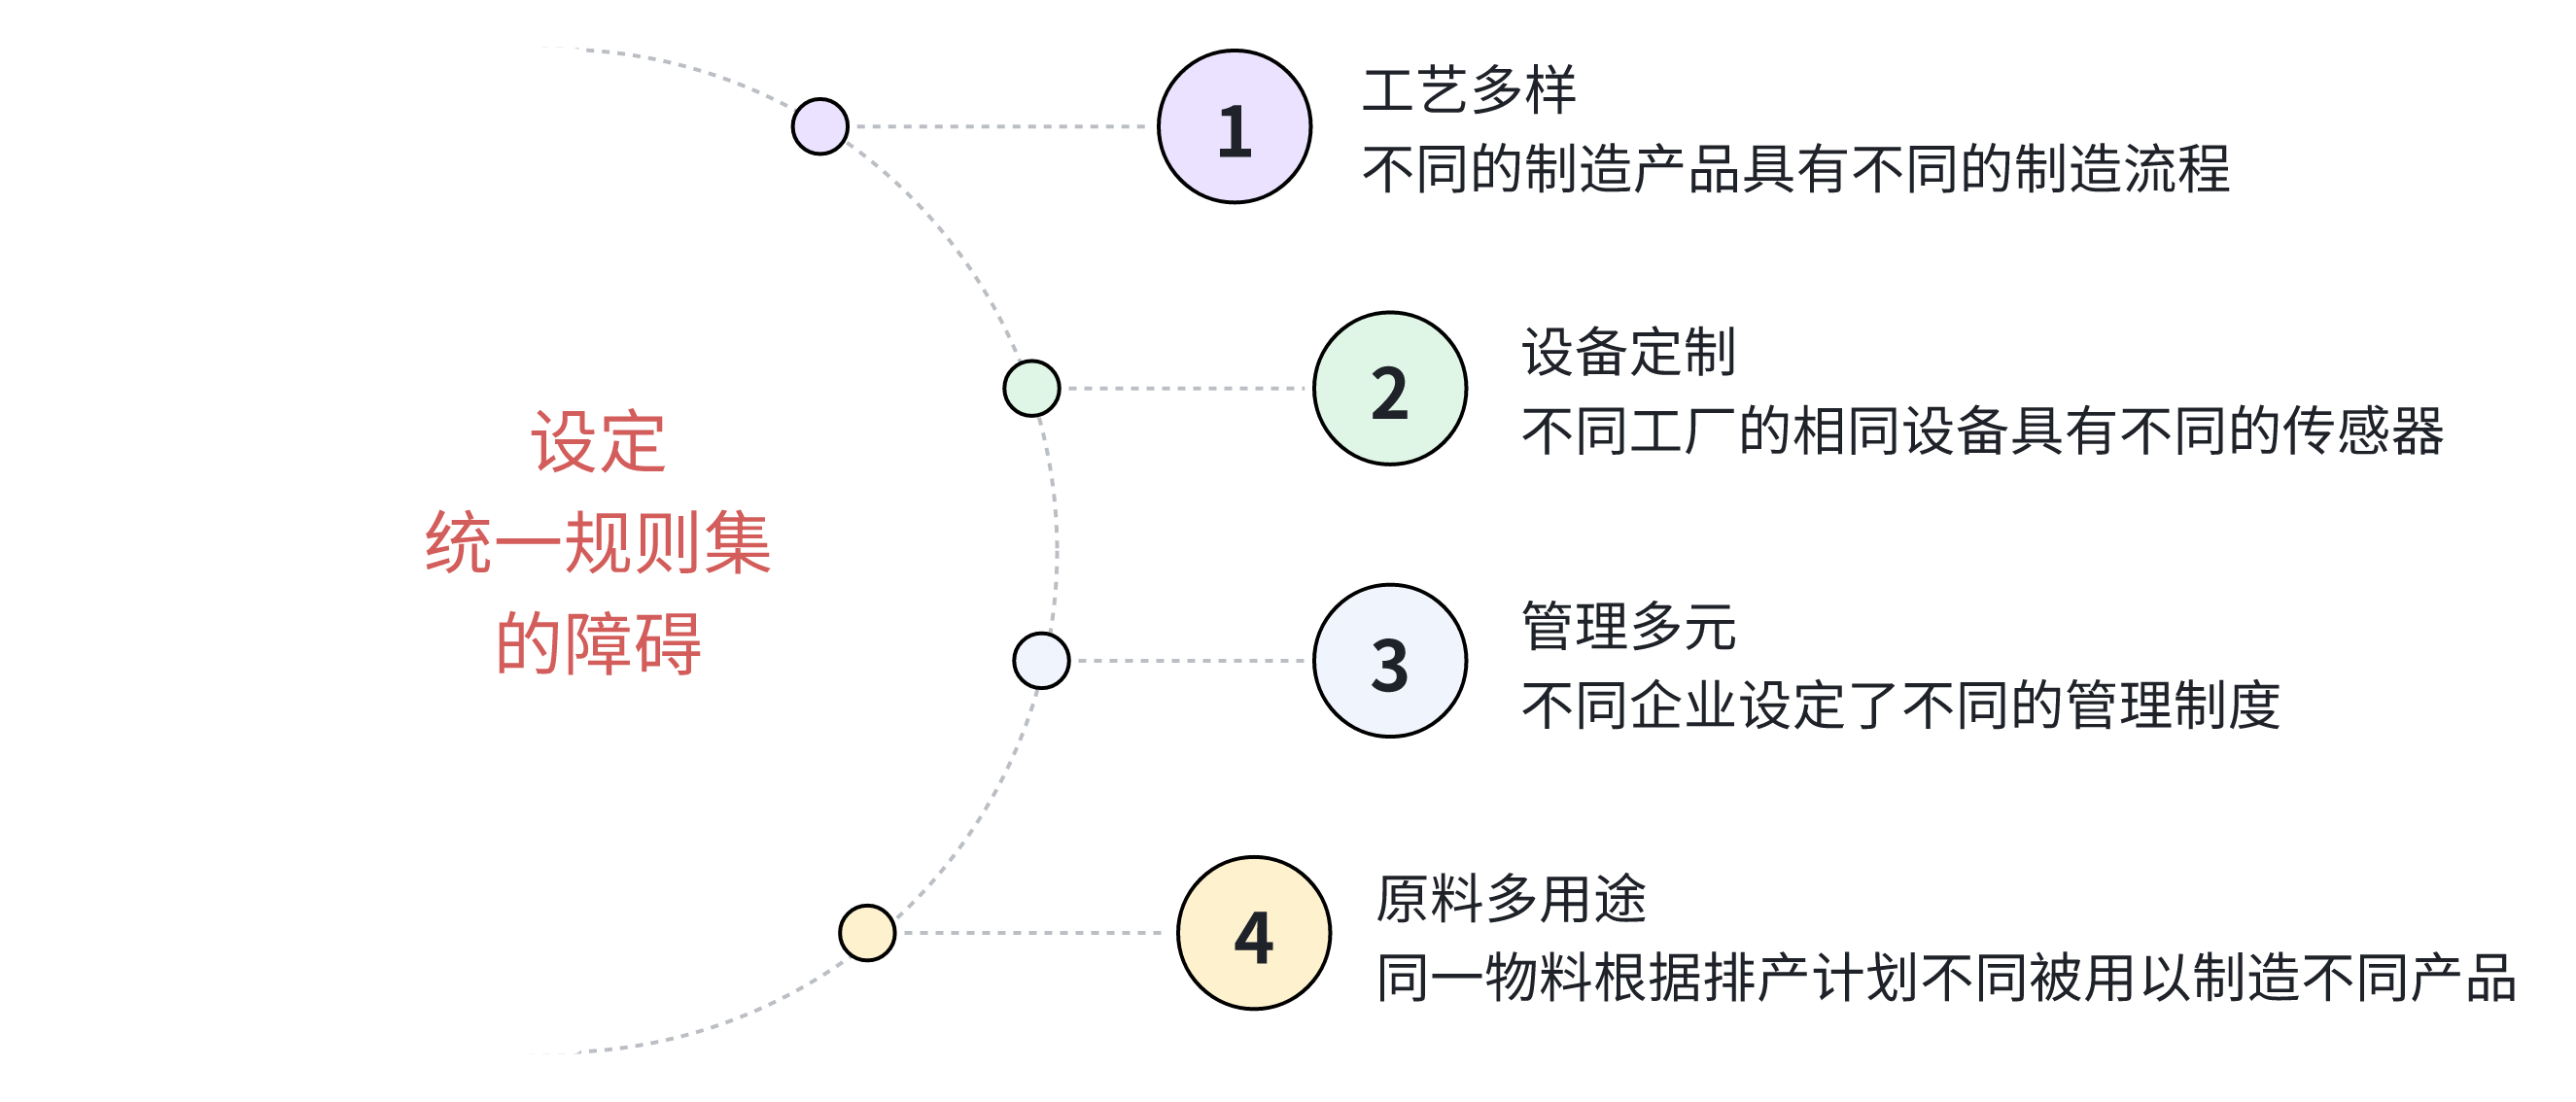 设定
统一规则集
的障碍
1
工艺多样
不同的制造产品具有不同的制造流程
2
设备定制
不同工厂的相同设备具有不同的传感器
3
管理多元
不同企业设定了不同的管理制度
4
原料多用途
同一物料根据排产计划不同被用以制造不同产品